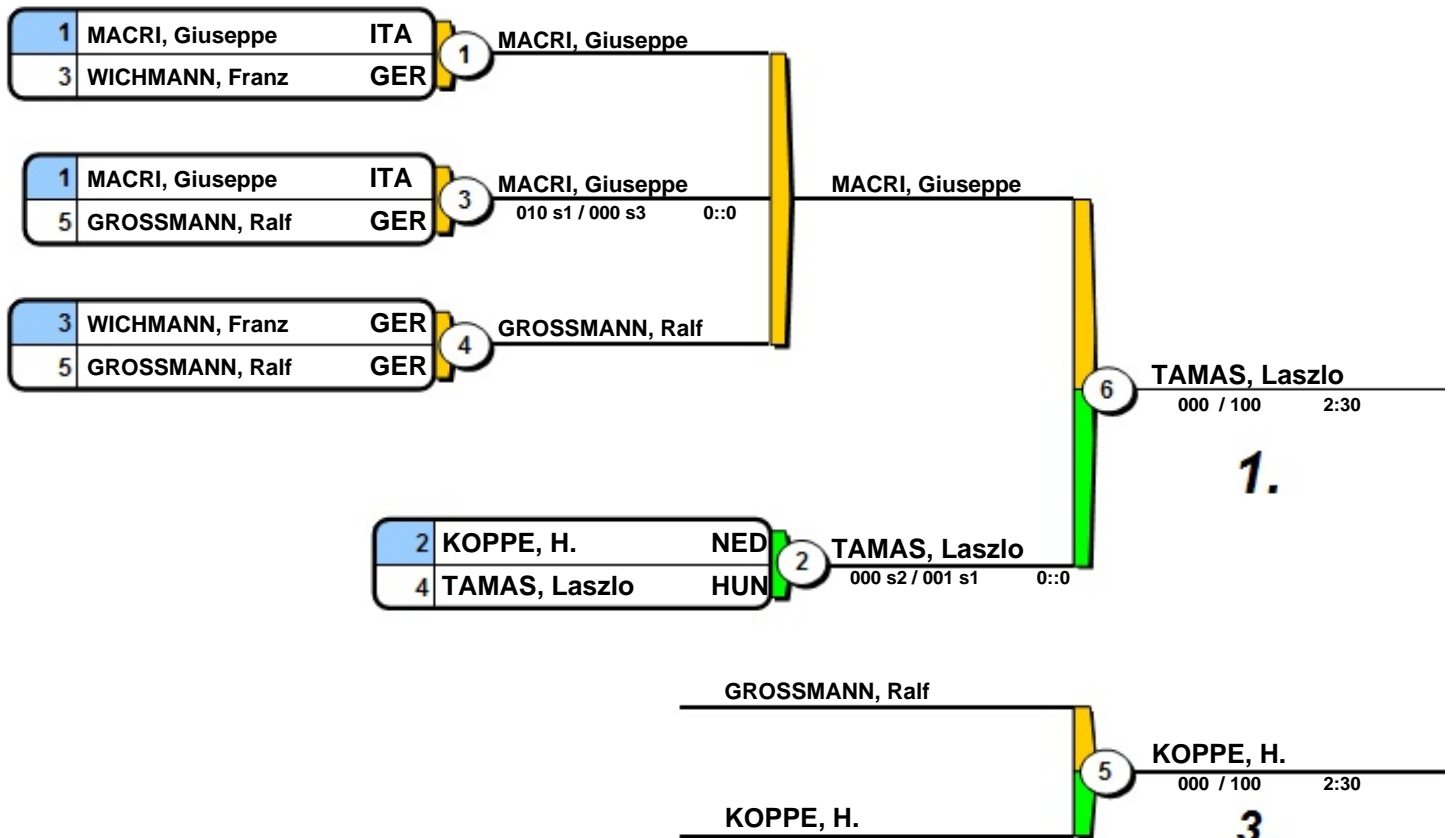 1 MACRI, Giuseppe ITA
3 WICHMANN, Franz GER
1
MACRI, Giuseppe
1 MACRI, Giuseppe ITA
5 GROSSMANN, Ralf GER
3
MACRI, Giuseppe
010 s1 / 000 s3 0::0
MACRI, Giuseppe
3 WICHMANN, Franz GER
5 GROSSMANN, Ralf GER
4
GROSSMANN, Ralf
6
TAMAS, Laszlo
000 / 100 2:30
1.
2 KOPPE, H. NED
4 TAMAS, Laszlo HUN
2
TAMAS, Laszlo
000 s2 / 001 s1 0::0
GROSSMANN, Ralf
5
KOPPE, H.
000 / 100 2:30
3
KOPPE, H.